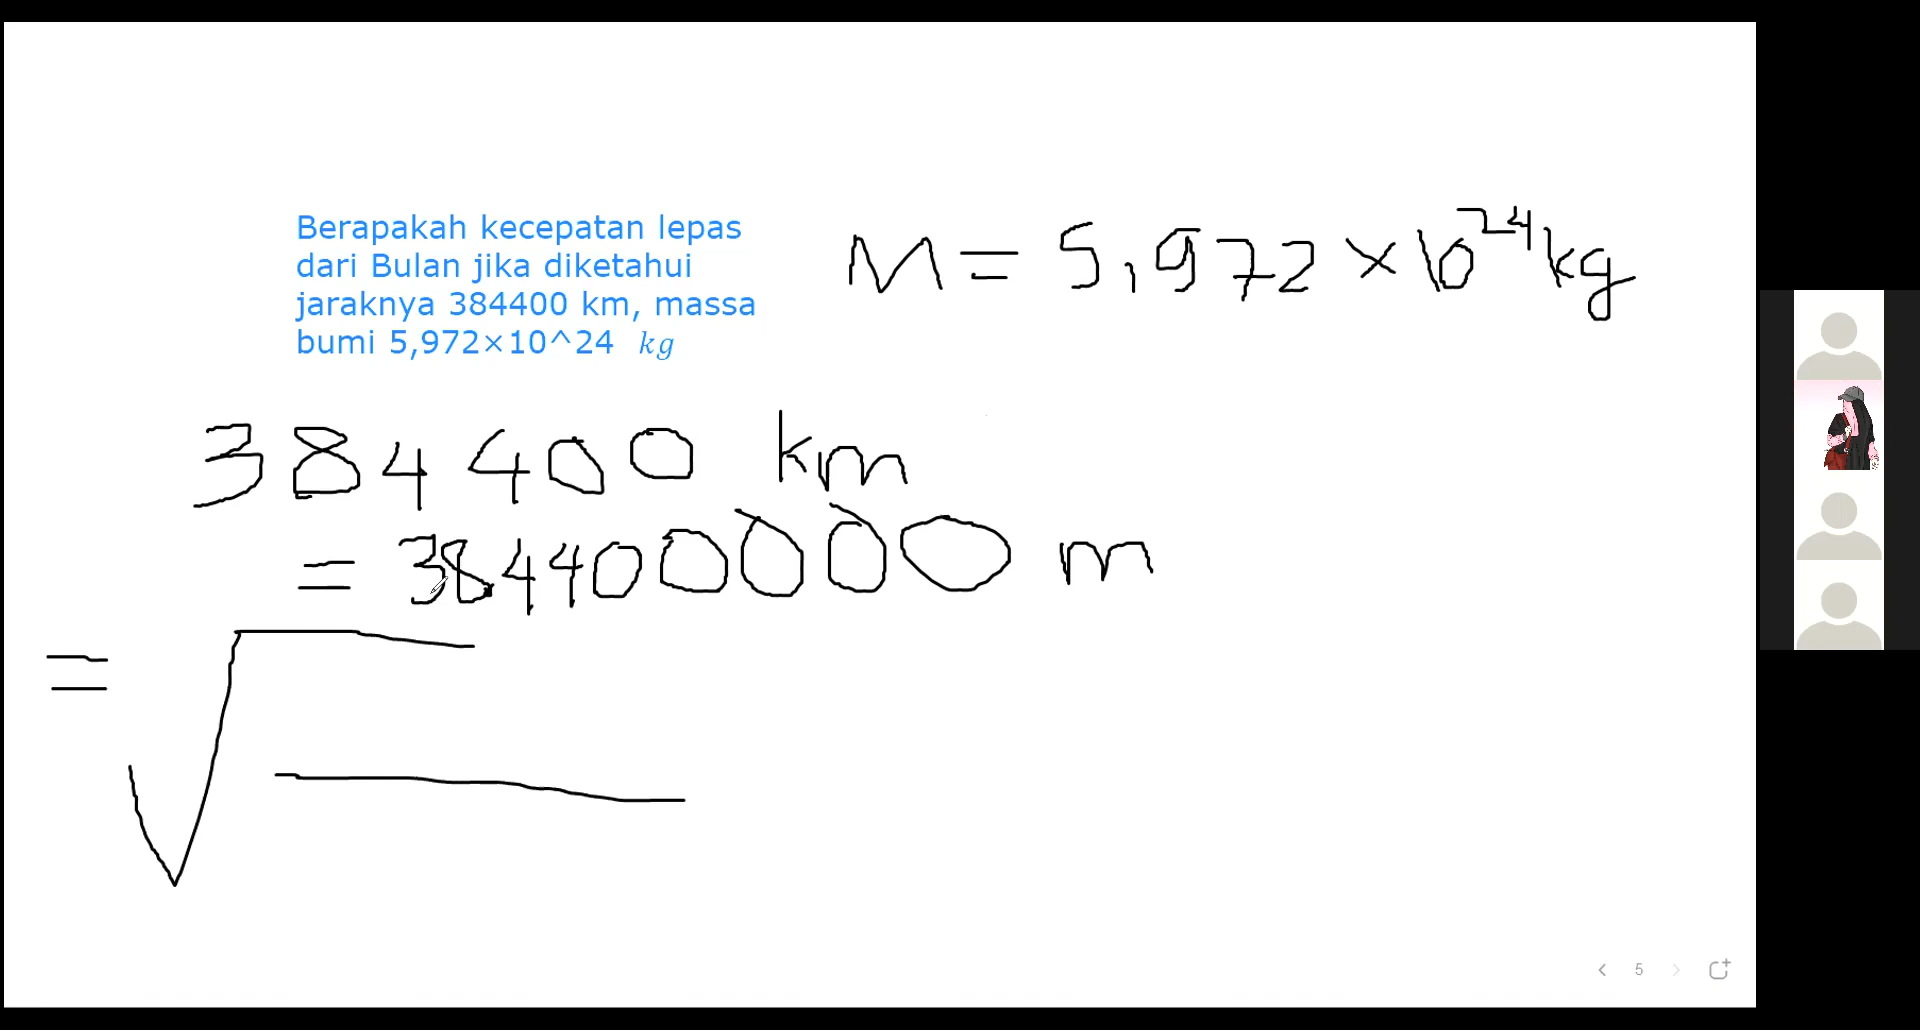 Berapakah kecepatan lepas
dari Bulan jika diketahui
jaraknya 384400 km, massa
bumi 5,972×10^24 kg
M = 5,972 × 10^24 kg
384400 km
= 384400000 m
= √
5